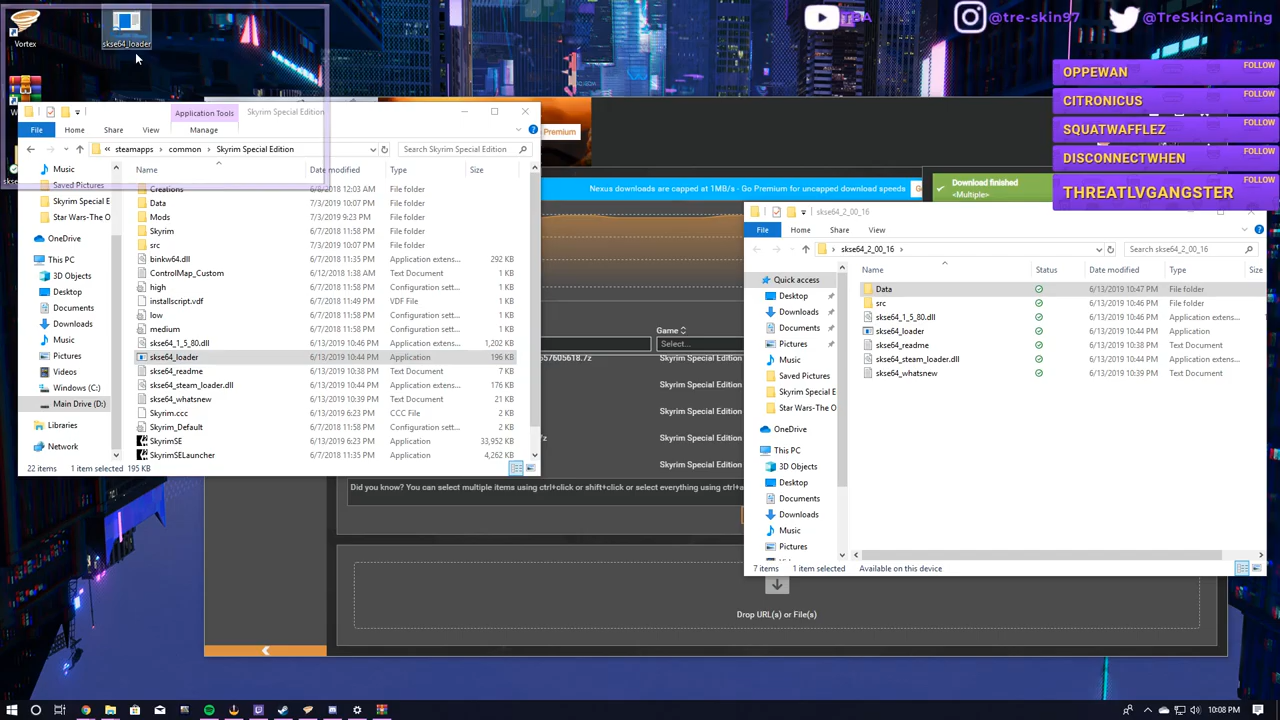 Vortex
skse64_loader
TBA
@tre-skin97
@TreSkinGaming
OPPEWAN
FOLLOW
CITRONICUS
FOLLOW
SQUATWAFFLEZ
FOLLOW
DISCONNECTWHEN
FOLLOW
THREATLVGANGSTER
FOLLOW
Application Tools
Skyrim Special Edition
File
Home
Share
View
Manage
« steamapps › common › Skyrim Special Edition
Search Skyrim Special Edition
Name
Date modified
Type
Size
Music
Saved Pictures
Skyrim Special E
Star Wars-The O
OneDrive
This PC
3D Objects
Desktop
Documents
Downloads
Music
Pictures
Videos
Windows (C:)
Main Drive (D:)
Libraries
Network
Creations 6/8/2018 12:03 AM File folder
Data 7/3/2019 10:07 PM File folder
Mods 7/3/2019 9:23 PM File folder
Skyrim 6/7/2018 11:58 PM File folder
src 7/3/2019 10:07 PM File folder
binkw64.dll 6/7/2018 11:35 PM Application extens... 292 KB
ControlMap_Custom 6/12/2018 1:38 AM Text Document 1 KB
high 6/7/2018 11:58 PM Configuration sett... 1 KB
installscript.vdf 6/7/2018 11:49 PM VDF File 1 KB
low 6/7/2018 11:58 PM Configuration sett... 1 KB
medium 6/7/2018 11:58 PM Configuration sett... 1 KB
skse64_1_5_80.dll 6/13/2019 10:46 PM Application extens... 1,202 KB
skse64_loader 6/13/2019 10:44 PM Application 196 KB
skse64_readme 6/13/2019 10:38 PM Text Document 7 KB
skse64_steam_loader.dll 6/13/2019 10:44 PM Application extens... 176 KB
skse64_whatsnew 6/13/2019 10:39 PM Text Document 21 KB
Skyrim.ccc 6/13/2019 6:23 PM CCC File 2 KB
Skyrim_Default 6/7/2018 11:58 PM Configuration sett... 2 KB
SkyrimSE 6/13/2019 6:23 PM Application 33,952 KB
SkyrimSELauncher 6/7/2018 11:35 PM Application 4,262 KB
22 items 1 item selected 195 KB
Premium
Nexus downloads are capped at 1MB/s - Go Premium for uncapped download speeds
Download finished
<Multiple>
Game
Select...
557605618.7z
Skyrim Special Edition
Skyrim Special Edition
Skyrim Special Edition
Skyrim Special Edition
Skyrim Special Edition
Did you know? You can select multiple items using ctrl+click or shift+click or select everything using ctrl+a
Drop URL(s) or File(s)
skse64_2_00_16
File
Home
Share
View
› skse64_2_00_16 ›
Search skse64_2_00_16
Name
Status
Date modified
Type
Size
Quick access
Desktop
Downloads
Documents
Pictures
Music
Saved Pictures
Skyrim Special E
Star Wars-The O
OneDrive
This PC
3D Objects
Desktop
Documents
Downloads
Music
Pictures
Data 6/13/2019 10:47 PM File folder
src 6/13/2019 10:46 PM File folder
skse64_1_5_80.dll 6/13/2019 10:46 PM Application extens...
skse64_loader 6/13/2019 10:44 PM Application
skse64_readme 6/13/2019 10:38 PM Text Document
skse64_steam_loader.dll 6/13/2019 10:44 PM Application extens...
skse64_whatsnew 6/13/2019 10:39 PM Text Document
7 items 1 item selected Available on this device
10:08 PM